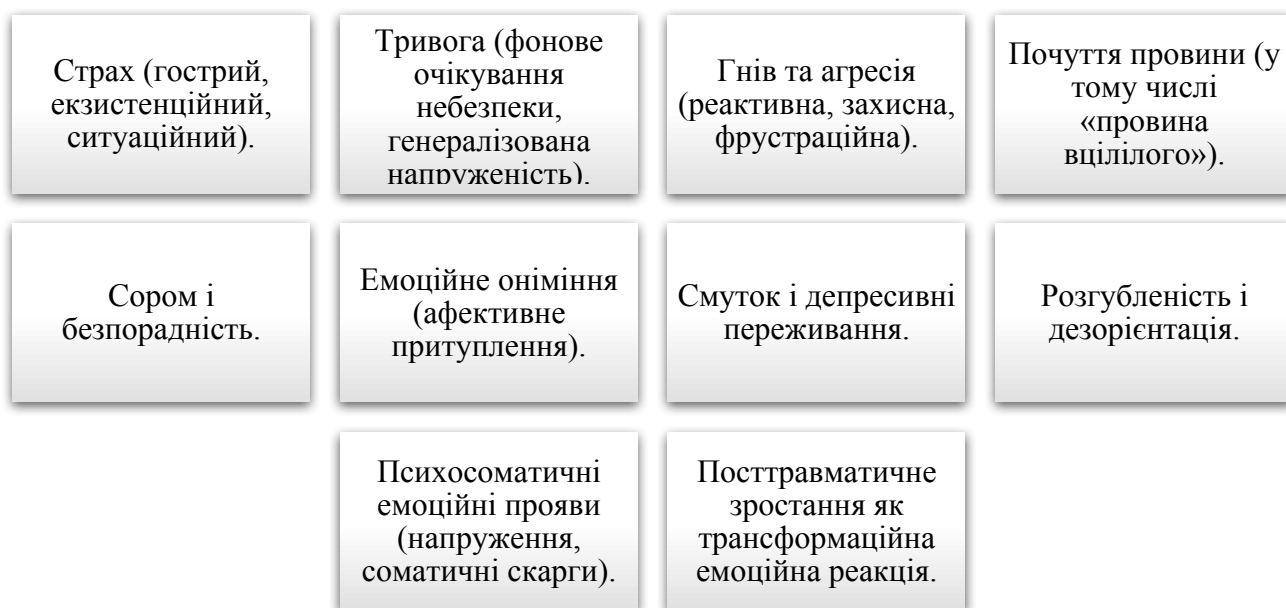 Страх (гострий,
екзистенційний,
ситуаційний).
Тривога (фонове
очікування
небезпеки,
генералізована
напруженість).
Гнів та агресія
(реактивна, захисна,
фрустраційна).
Почуття провини (у
тому числі
«провина
вцілілого»).
Сором і
безпорадність.
Емоційне оніміння
(афективне
притуплення).
Смуток і депресивні
переживання.
Розгубленість і
дезорієнтація.
Психосоматичні
емоційні прояви
(напруження,
соматичні скарги).
Посттравматичне
зростання як
трансформаційна
емоційна реакція.